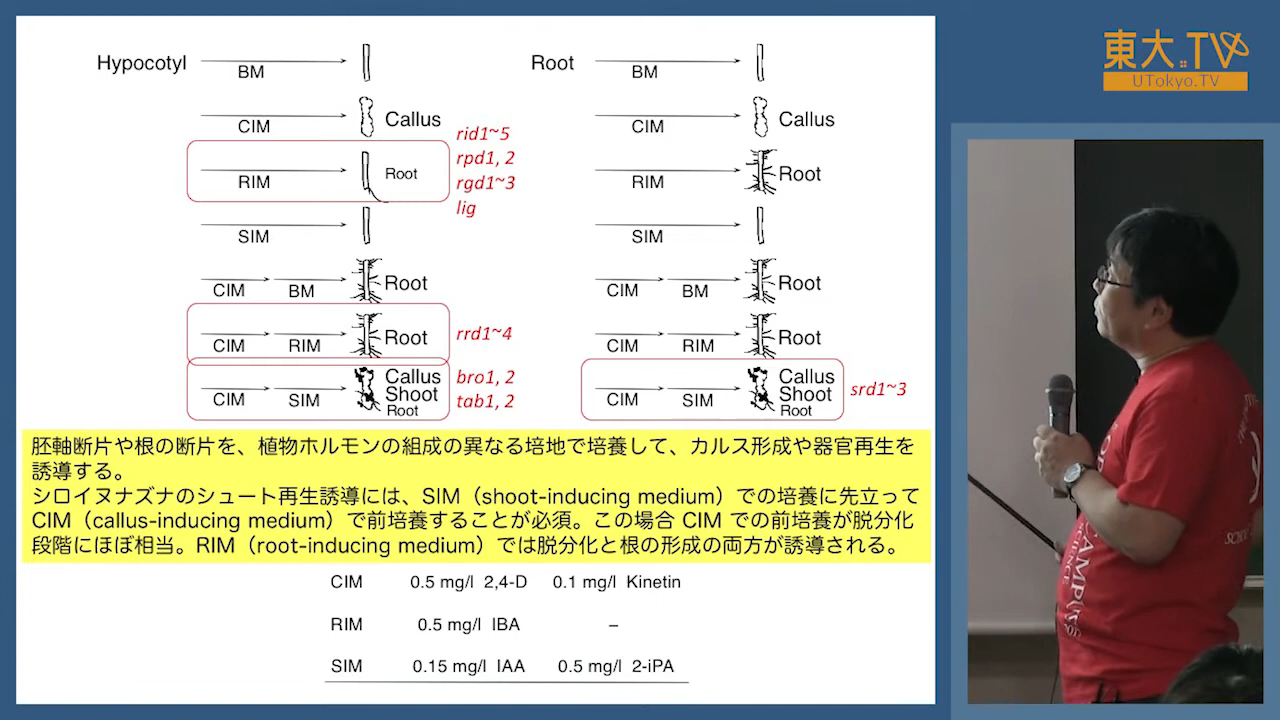 東大.TV
UTokyo.TV
Hypocotyl
BM
CIM
Callus
RIM
Root
SIM
CIM BM
Root
CIM RIM
Root
CIM SIM
Callus
Shoot
Root
rid1~5
rpd1, 2
rgd1~3
lig
rrd1~4
bro1, 2
tab1, 2
Root
BM
CIM
Callus
RIM
Root
SIM
CIM BM
Root
CIM RIM
Root
CIM SIM
Callus
Shoot
Root
srd1~3
胚軸断片や根の断片を、植物ホルモンの組成の異なる培地で培養して、カルス形成や器官再生を
誘導する。
シロイヌナズナのシュート再生誘導には、SIM（shoot-inducing medium）での培養に先立って
CIM（callus-inducing medium）で前培養することが必須。この場合 CIM での前培養が脱分化
段階にほぼ相当。RIM（root-inducing medium）では脱分化と根の形成の両方が誘導される。
CIM 0.5 mg/l 2,4-D 0.1 mg/l Kinetin
RIM 0.5 mg/l IBA –
SIM 0.15 mg/l IAA 0.5 mg/l 2-iPA